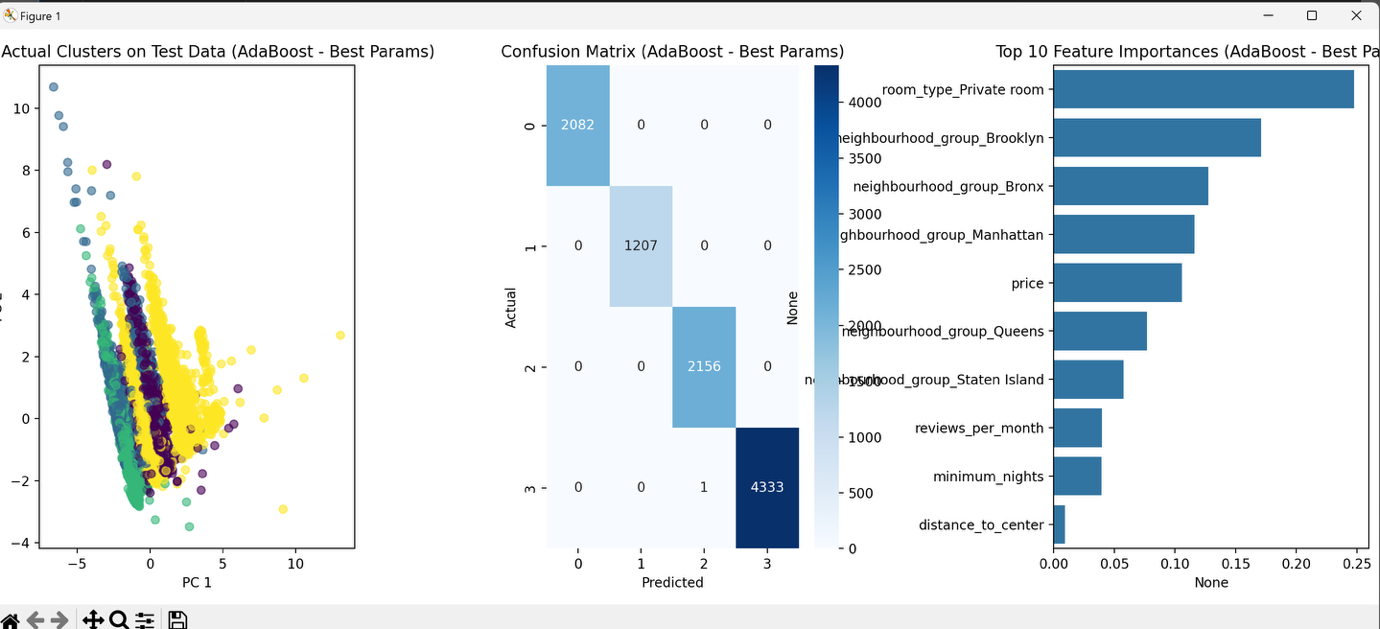 Figure 1
Actual Clusters on Test Data (AdaBoost - Best Params)
10
8
6
4
2
0
−2
−4
−5
0
5
10
PC 1
Confusion Matrix (AdaBoost - Best Params)
Actual
0
1
2
3
2082 0 0 0
0 1207 0 0
0 0 2156 0
0 0 1 4333
0 1 2 3
Predicted
4000
3500
3000
2500
2000
1500
1000
500
0
Top 10 Feature Importances (AdaBoost - Best Pa
None
room_type_Private room
neighbourhood_group_Brooklyn
neighbourhood_group_Bronx
ghbourhood_group_Manhattan
price
neighbourhood_group_Queens
neighbourhood_group_Staten Island
reviews_per_month
minimum_nights
distance_to_center
0.00 0.05 0.10 0.15 0.20 0.25
None